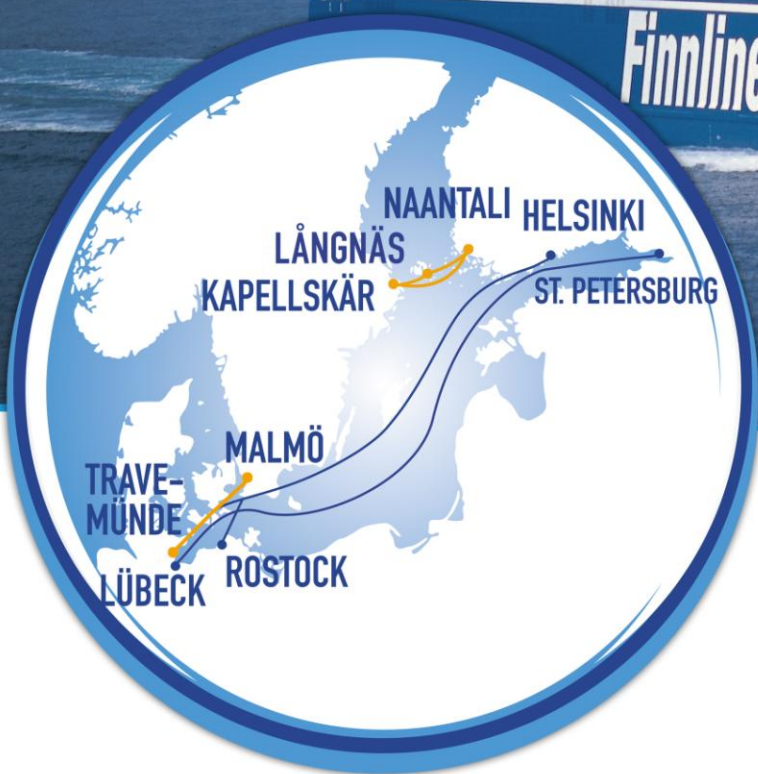 Finnline
NAANTALI
HELSINKI
LÅNGNÄS
KAPELLSKÄR
ST. PETERSBURG
MALMÖ
TRAVE-
MÜNDE
ROSTOCK
LÜBECK